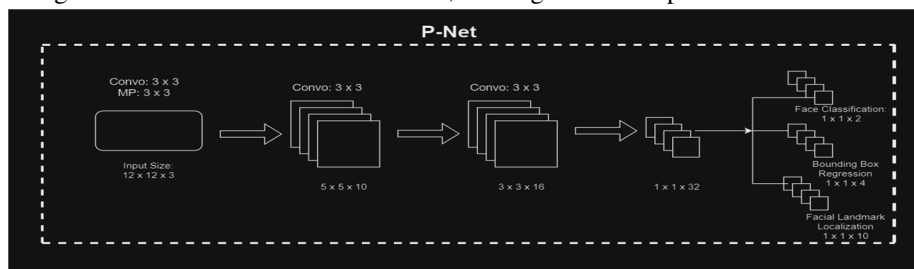 P-Net
Convo: 3 x 3
MP: 3 x 3
Input Size:
12 x 12 x 3
Convo: 3 x 3
5 x 5 x 10
Convo: 3 x 3
3 x 3 x 16
1 x 1 x 32
Face Classification:
1 x 1 x 2
Bounding Box
Regression
1 x 1 x 4
Facial Landmark
Localization
1 x 1 x 10